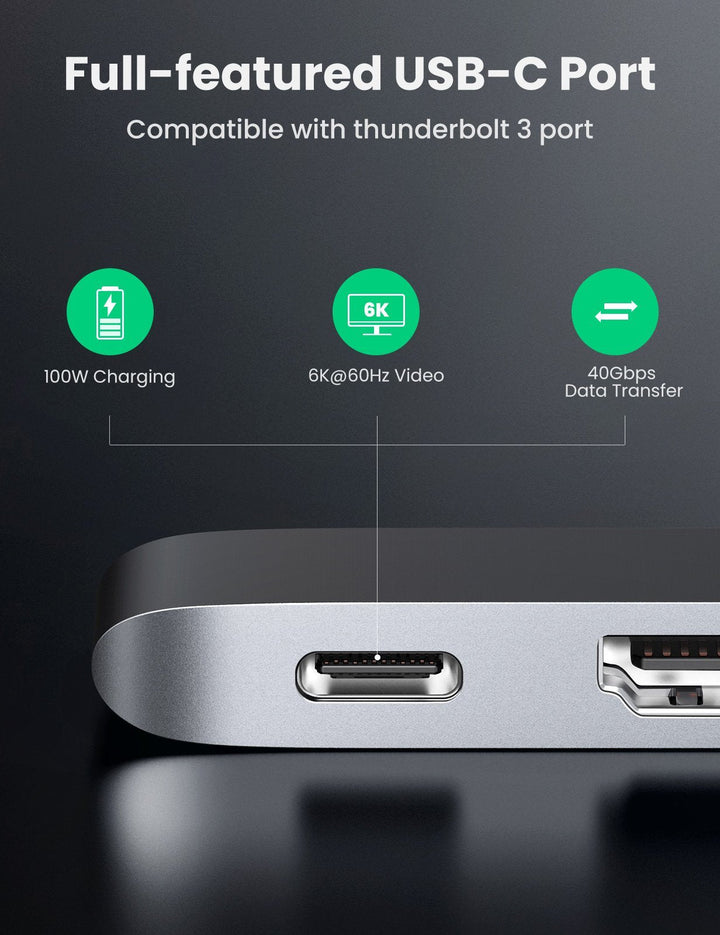 Full-featured USB-C Port
Compatible with thunderbolt 3 port
6K
100W Charging
6K@60Hz Video
40Gbps
Data Transfer